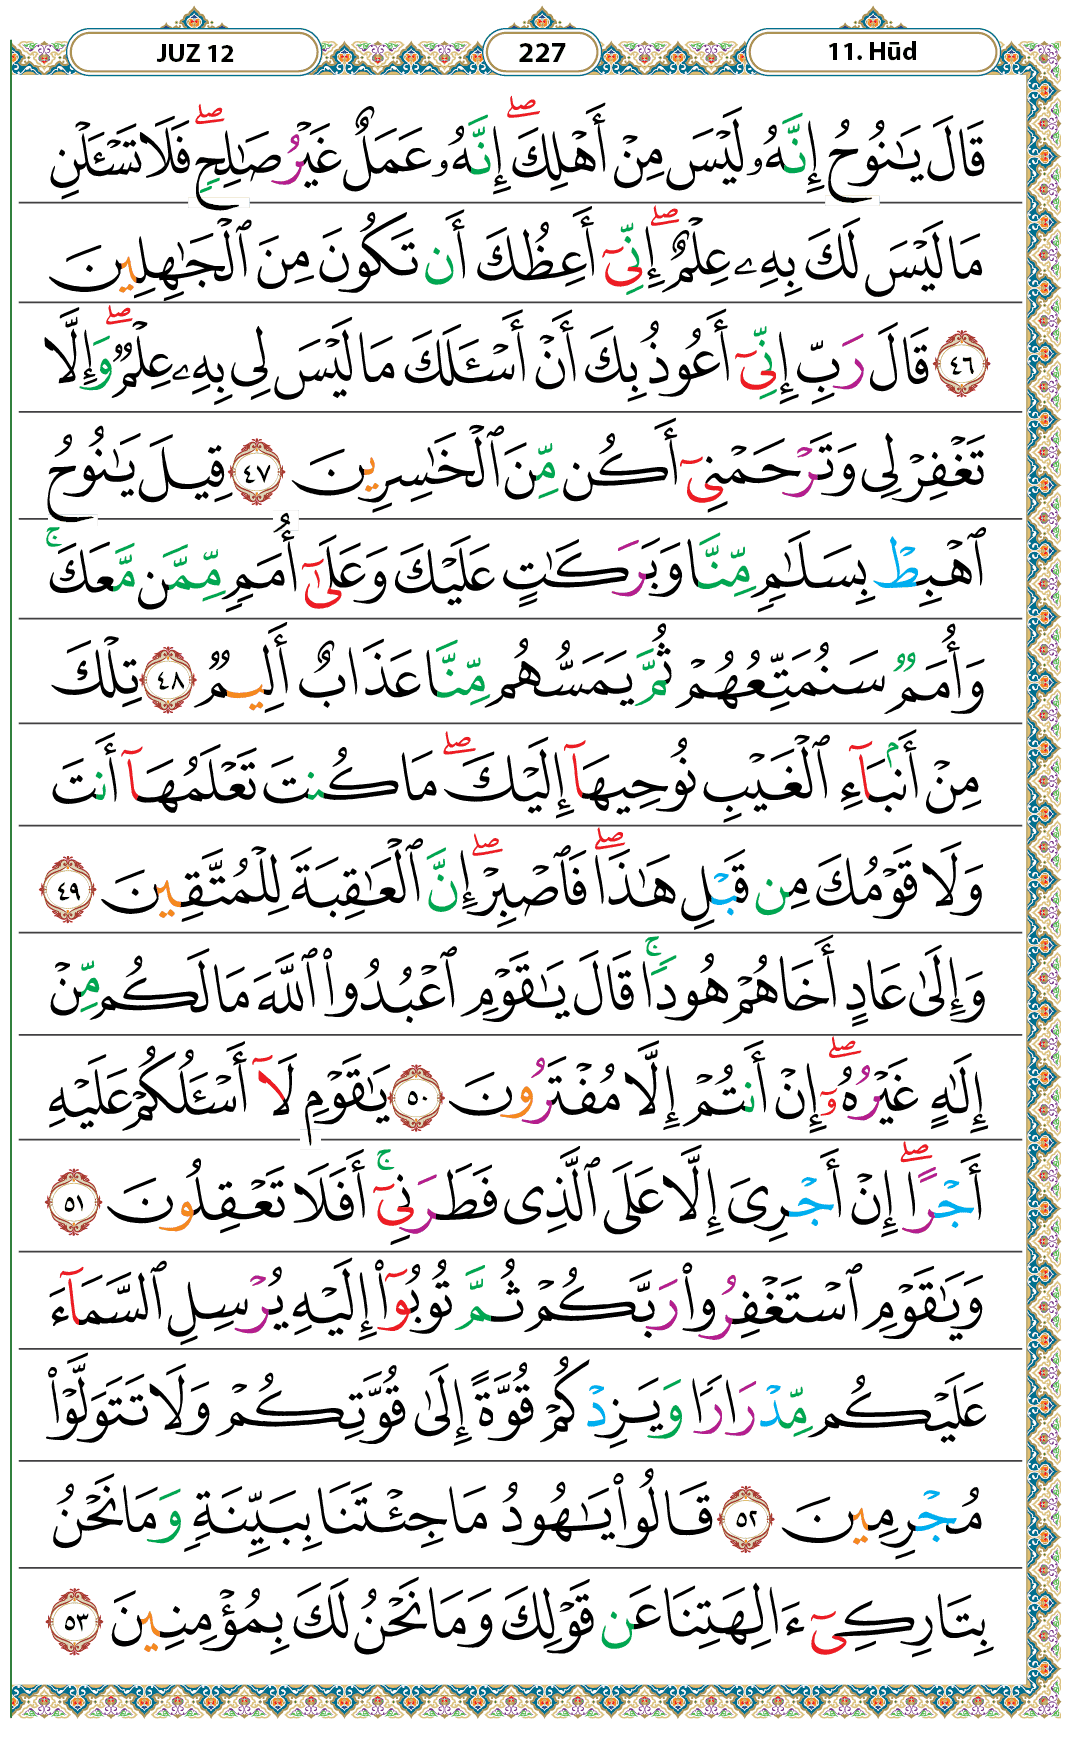 JUZ 12 227 11. Hūd
قَالَ يَـٰنُوحُ إِنَّهُۥ لَيْسَ مِنْ أَهْلِكَ ۖ إِنَّهُۥ عَمَلٌ غَيْرُ صَـٰلِحٍ ۖ فَلَا تَسْـَٔلْنِ
مَا لَيْسَ لَكَ بِهِۦ عِلْمٌ ۖ إِنِّىٓ أَعِظُكَ أَن تَكُونَ مِنَ ٱلْجَـٰهِلِينَ
٤٦ قَالَ رَبِّ إِنِّىٓ أَعُوذُ بِكَ أَنْ أَسْـَٔلَكَ مَا لَيْسَ لِى بِهِۦ عِلْمٌ ۖ وَإِلَّا
تَغْفِرْ لِى وَتَرْحَمْنِىٓ أَكُن مِّنَ ٱلْخَـٰسِرِينَ ٤٧ قِيلَ يَـٰنُوحُ
ٱهْبِطْ بِسَلَـٰمٍ مِّنَّا وَبَرَكَـٰتٍ عَلَيْكَ وَعَلَىٰٓ أُمَمٍ مِّمَّن مَّعَكَ ۚ
وَأُمَمٌ سَنُمَتِّعُهُمْ ثُمَّ يَمَسُّهُم مِّنَّا عَذَابٌ أَلِيمٌ ٤٨ تِلْكَ
مِنْ أَنۢبَآءِ ٱلْغَيْبِ نُوحِيهَآ إِلَيْكَ ۖ مَا كُنتَ تَعْلَمُهَآ أَنتَ
وَلَا قَوْمُكَ مِن قَبْلِ هَـٰذَا ۖ فَٱصْبِرْ ۖ إِنَّ ٱلْعَـٰقِبَةَ لِلْمُتَّقِينَ ٤٩
وَإِلَىٰ عَادٍ أَخَاهُمْ هُودًا ۚ قَالَ يَـٰقَوْمِ ٱعْبُدُوا۟ ٱللَّهَ مَا لَكُم مِّنْ
إِلَـٰهٍ غَيْرُهُۥٓ ۖ إِنْ أَنتُمْ إِلَّا مُفْتَرُونَ ٥٠ يَـٰقَوْمِ لَآ أَسْـَٔلُكُمْ عَلَيْهِ
أَجْرًا ۖ إِنْ أَجْرِىَ إِلَّا عَلَى ٱلَّذِى فَطَرَنِىٓ ۚ أَفَلَا تَعْقِلُونَ ٥١
وَيَـٰقَوْمِ ٱسْتَغْفِرُوا۟ رَبَّكُمْ ثُمَّ تُوبُوٓا۟ إِلَيْهِ يُرْسِلِ ٱلسَّمَآءَ
عَلَيْكُم مِّدْرَارًا وَيَزِدْكُمْ قُوَّةً إِلَىٰ قُوَّتِكُمْ وَلَا تَتَوَلَّوْا۟
مُجْرِمِينَ ٥٢ قَالُوا۟ يَـٰهُودُ مَا جِئْتَنَا بِبَيِّنَةٍ وَمَا نَحْنُ
بِتَارِكِىٓ ءَالِهَتِنَا عَن قَوْلِكَ وَمَا نَحْنُ لَكَ بِمُؤْمِنِينَ ٥٣